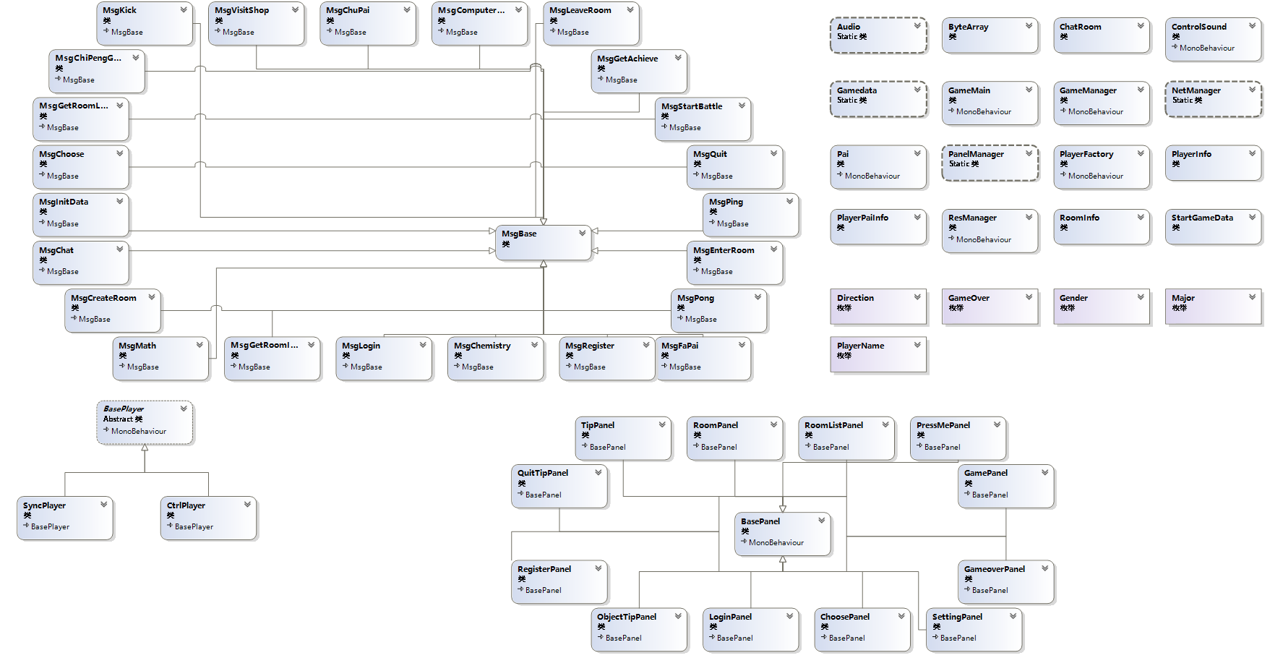 MsgKick
类
MsgBase
MsgVisitShop
类
MsgBase
MsgChuPai
类
MsgBase
MsgComputer...
类
MsgBase
MsgLeaveRoom
类
MsgBase
MsgChiPengG...
类
MsgBase
MsgGetAchieve
类
MsgBase
MsgGetRoomL...
类
MsgBase
MsgStartBattle
类
MsgBase
MsgChoose
类
MsgBase
MsgQuit
类
MsgBase
MsgInitData
类
MsgBase
MsgPing
类
MsgBase
MsgBase
类
MsgChat
类
MsgBase
MsgEnterRoom
类
MsgBase
MsgCreateRoom
类
MsgBase
MsgPong
类
MsgBase
MsgMath
类
MsgBase
MsgGetRoomI...
类
MsgBase
MsgLogin
类
MsgBase
MsgChemistry
类
MsgBase
MsgRegister
类
MsgBase
MsgFaPai
类
MsgBase
Audio
Static 类
ByteArray
类
ChatRoom
类
ControlSound
类
MonoBehaviour
Gamedata
Static 类
GameMain
类
MonoBehaviour
GameManager
类
MonoBehaviour
NetManager
Static 类
Pai
类
MonoBehaviour
PanelManager
Static 类
PlayerFactory
类
MonoBehaviour
PlayerInfo
类
PlayerPaiInfo
类
ResManager
类
MonoBehaviour
RoomInfo
类
StartGameData
类
Direction
枚举
GameOver
枚举
Gender
枚举
Major
枚举
PlayerName
枚举
BasePlayer
Abstract 类
MonoBehaviour
SyncPlayer
类
BasePlayer
CtrlPlayer
类
BasePlayer
TipPanel
类
BasePanel
RoomPanel
类
BasePanel
RoomListPanel
类
BasePanel
PressMePanel
类
BasePanel
QuitTipPanel
类
BasePanel
GamePanel
类
BasePanel
BasePanel
类
MonoBehaviour
RegisterPanel
类
BasePanel
GameoverPanel
类
BasePanel
ObjectTipPanel
类
BasePanel
LoginPanel
类
BasePanel
ChoosePanel
类
BasePanel
SettingPanel
类
BasePanel